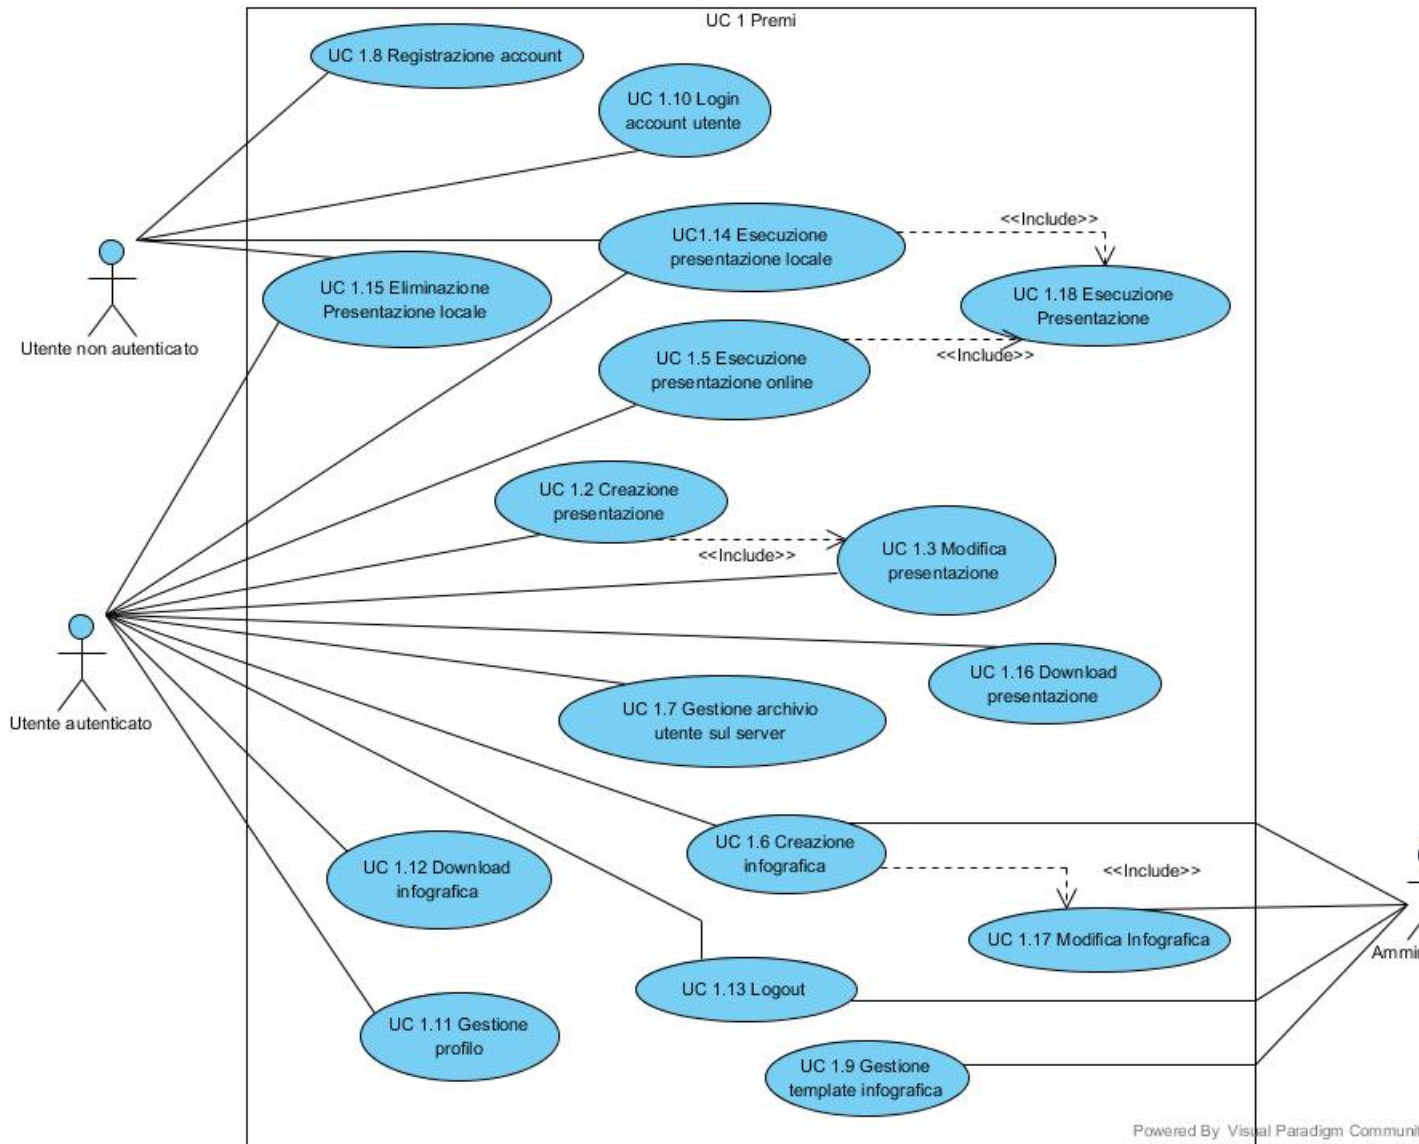 UC 1 Premi
UC 1.8 Registrazione account
UC 1.10 Login
account utente
UC1.14 Esecuzione
presentazione locale
<<Include>>
UC 1.15 Eliminazione
Presentazione locale
UC 1.18 Esecuzione
Presentazione
Utente non autenticato
UC 1.5 Esecuzione
presentazione online
<<Include>>
UC 1.2 Creazione
presentazione
<<Include>>
UC 1.3 Modifica
presentazione
UC 1.16 Download
presentazione
Utente autenticato
UC 1.7 Gestione archivio
utente sul server
UC 1.6 Creazione
infografica
UC 1.12 Download
infografica
<<Include>>
UC 1.17 Modifica Infografica
UC 1.13 Logout
UC 1.11 Gestione
profilo
UC 1.9 Gestione
template infografica
Powered By Visual Paradigm